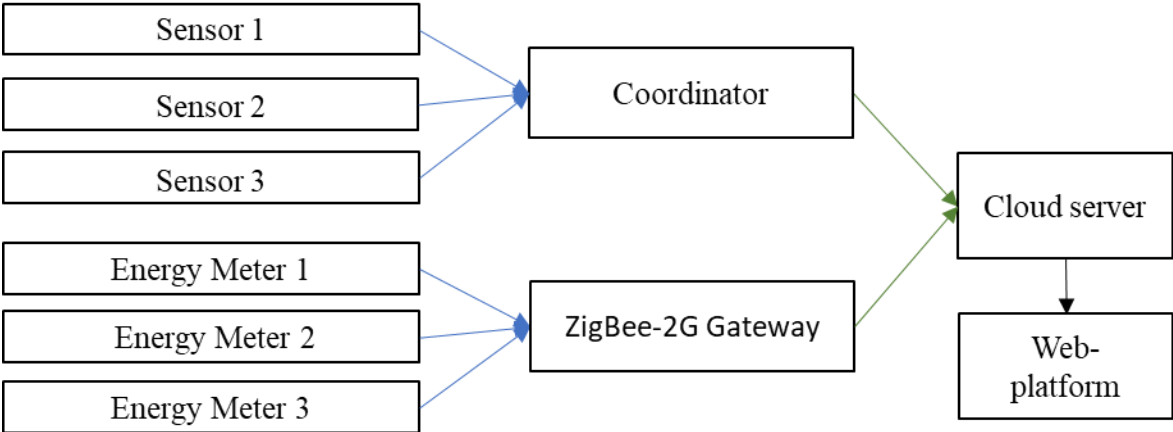 Sensor 1
Sensor 2
Sensor 3
Energy Meter 1
Energy Meter 2
Energy Meter 3
Coordinator
ZigBee-2G Gateway
Cloud server
Web-
platform